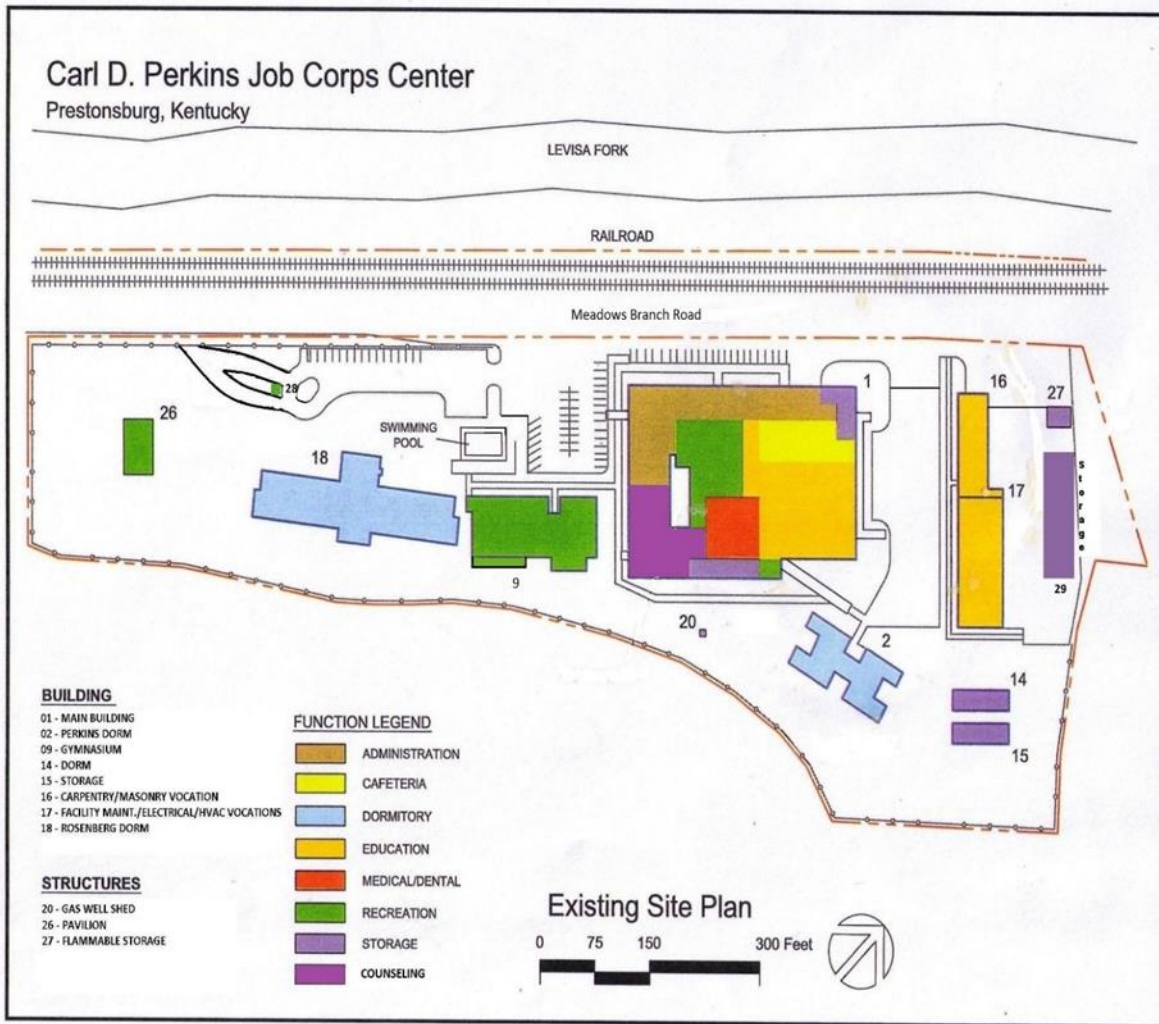 Carl D. Perkins Job Corps Center
Prestonsburg, Kentucky
LEVISA FORK
RAILROAD
Meadows Branch Road
28
26
SWIMMING
POOL
18
9
1
16
27
17
Storage
29
20
2
14
15
BUILDING
01 - MAIN BUILDING
02 - PERKINS DORM
09 - GYMNASIUM
14 - DORM
15 - STORAGE
16 - CARPENTRY/MASONRY VOCATION
17 - FACILITY MAINT./ELECTRICAL/HVAC VOCATIONS
18 - ROSENBERG DORM
STRUCTURES
20 - GAS WELL SHED
26 - PAVILION
27 - FLAMMABLE STORAGE
FUNCTION LEGEND
ADMINISTRATION
CAFETERIA
DORMITORY
EDUCATION
MEDICAL/DENTAL
RECREATION
STORAGE
COUNSELING
Existing Site Plan
0 75 150 300 Feet